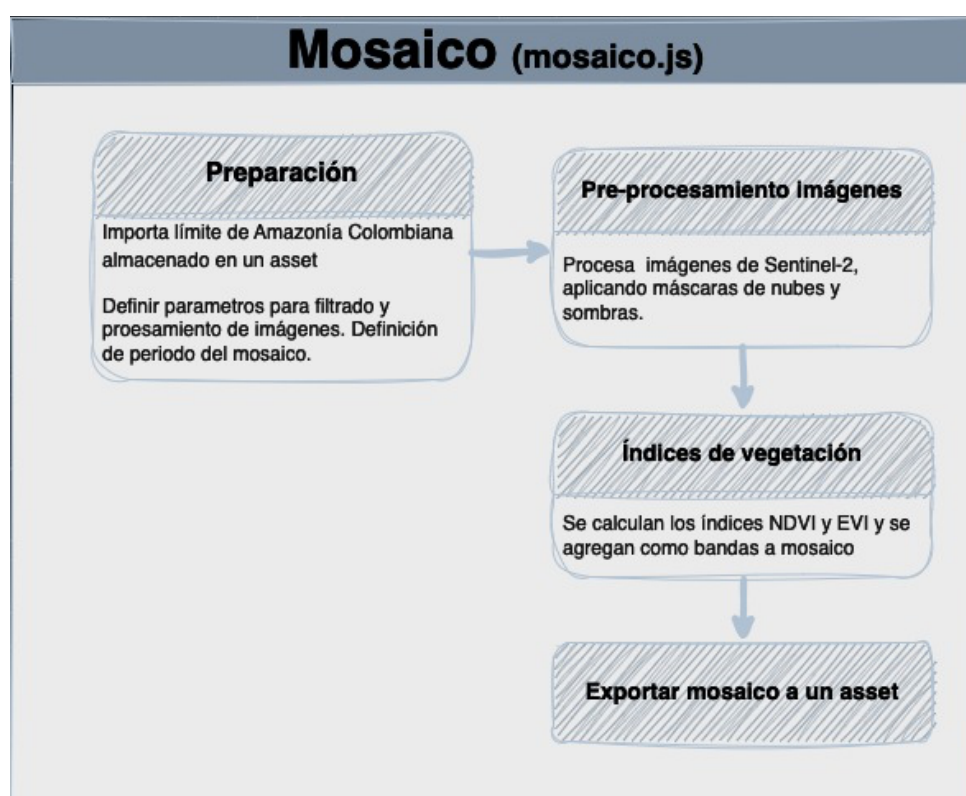 Mosaico (mosaico.js)
Preparación
Importa límite de Amazonía Colombiana
almacenado en un asset
Definir parametros para filtrado y
proesamiento de imágenes. Definición
de periodo del mosaico.
Pre-procesamiento imágenes
Procesa imágenes de Sentinel-2,
aplicando máscaras de nubes y
sombras.
Índices de vegetación
Se calculan los índices NDVI y EVI y se
agregan como bandas a mosaico
Exportar mosaico a un asset